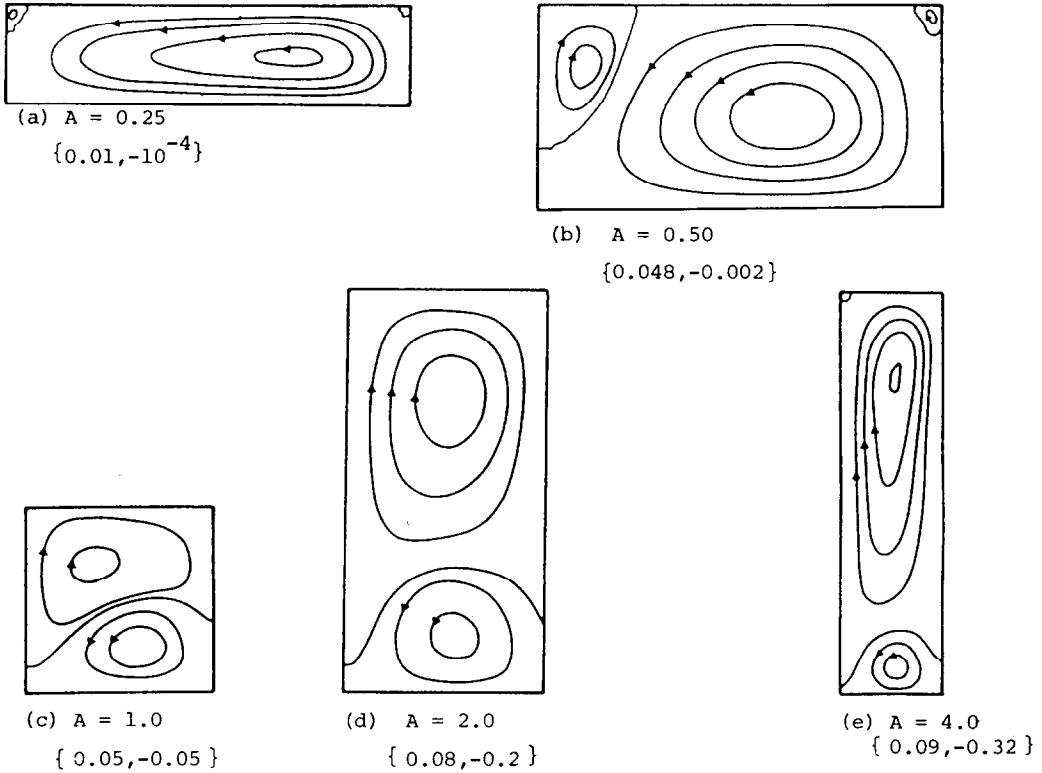 (a) A = 0.25
{0.01,-10⁻⁴}
(b) A = 0.50
{0.048,-0.002}
(c) A = 1.0
{ 0.05,-0.05 }
(d) A = 2.0
{ 0.08,-0.2 }
(e) A = 4.0
{ 0.09,-0.32 }